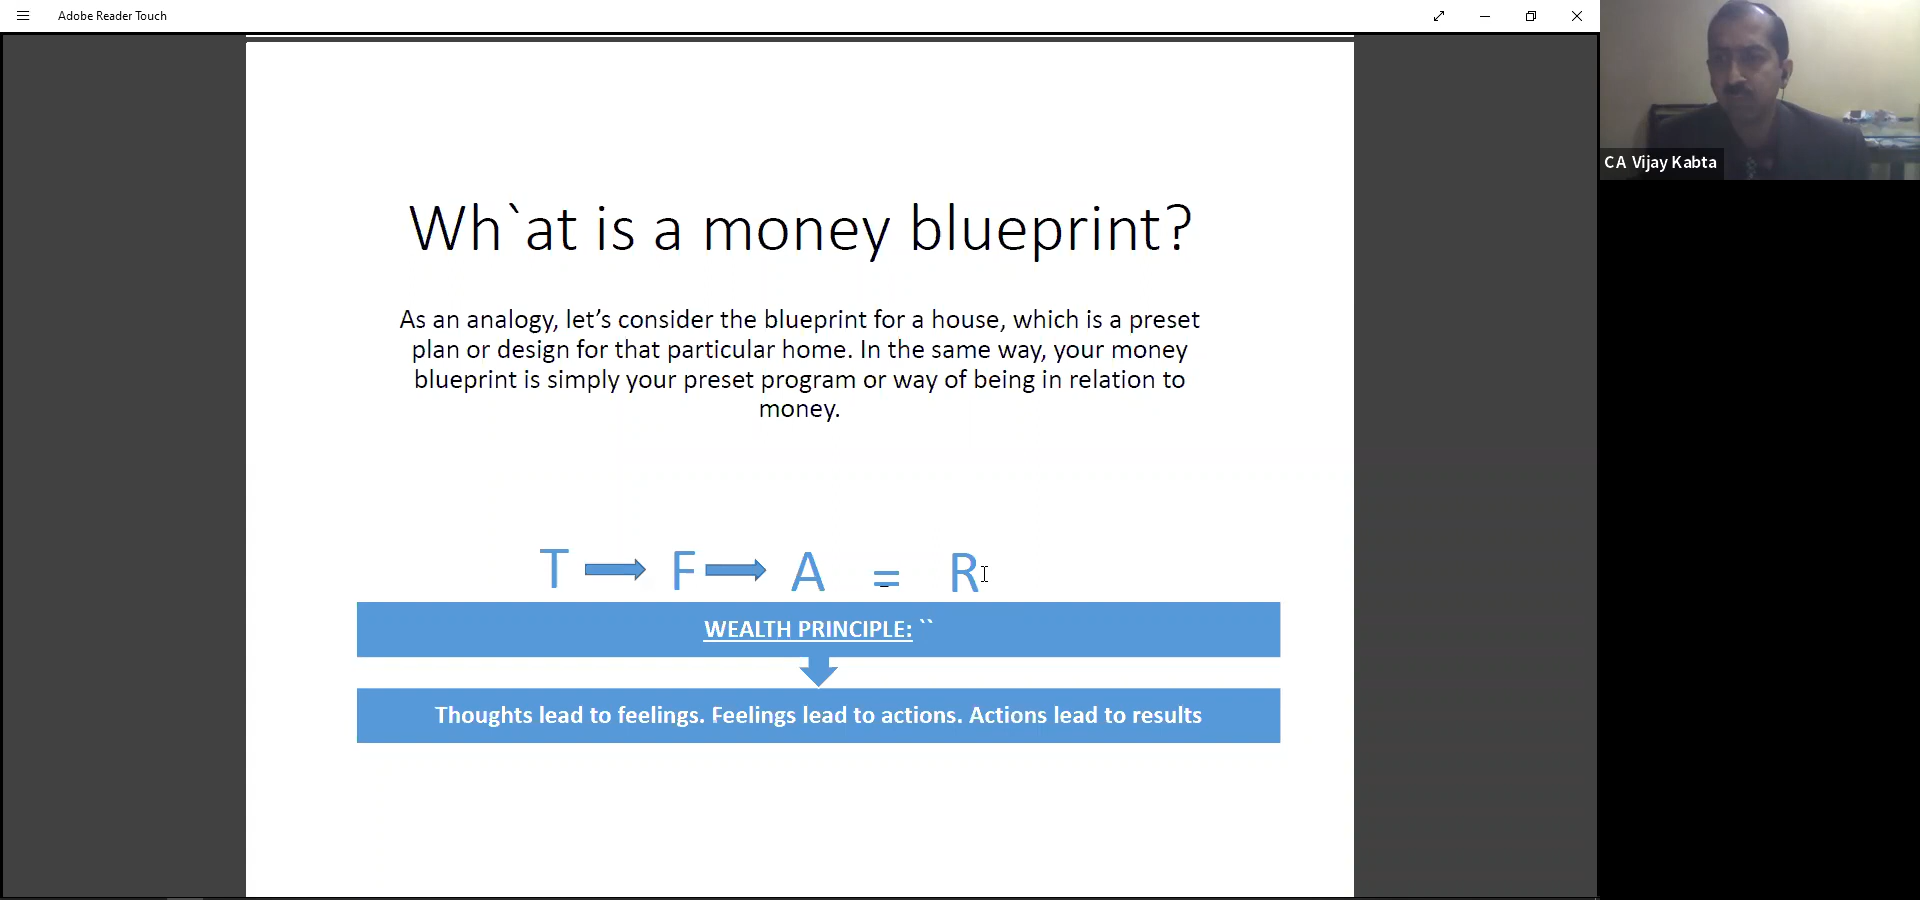 Adobe Reader Touch
CA Vijay Kabta
Wh`at is a money blueprint?
As an analogy, let’s consider the blueprint for a house, which is a preset
plan or design for that particular home. In the same way, your money
blueprint is simply your preset program or way of being in relation to
money.
T F A = R
WEALTH PRINCIPLE: ``
Thoughts lead to feelings. Feelings lead to actions. Actions lead to results